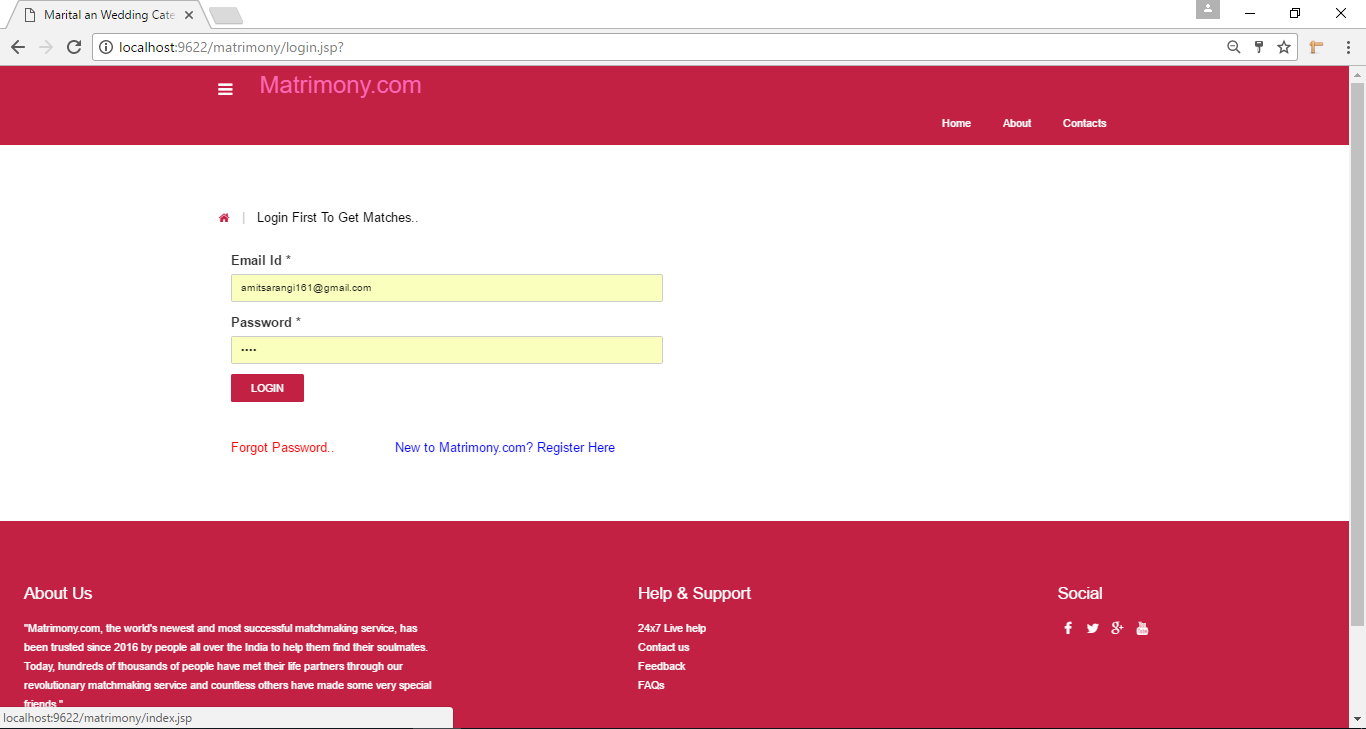 Marital an Wedding Cate
localhost:9622/matrimony/login.jsp?
Matrimony.com
Home About Contacts
| Login First To Get Matches..
Email Id *
amitsarangi161@gmail.com
Password *
••••
LOGIN
Forgot Password.. New to Matrimony.com? Register Here
About Us
"Matrimony.com, the world's newest and most successful matchmaking service, has
been trusted since 2016 by people all over the India to help them find their soulmates.
Today, hundreds of thousands of people have met their life partners through our
revolutionary matchmaking service and countless others have made some very special
friends."
Help & Support
24x7 Live help
Contact us
Feedback
FAQs
Social
localhost:9622/matrimony/index.jsp